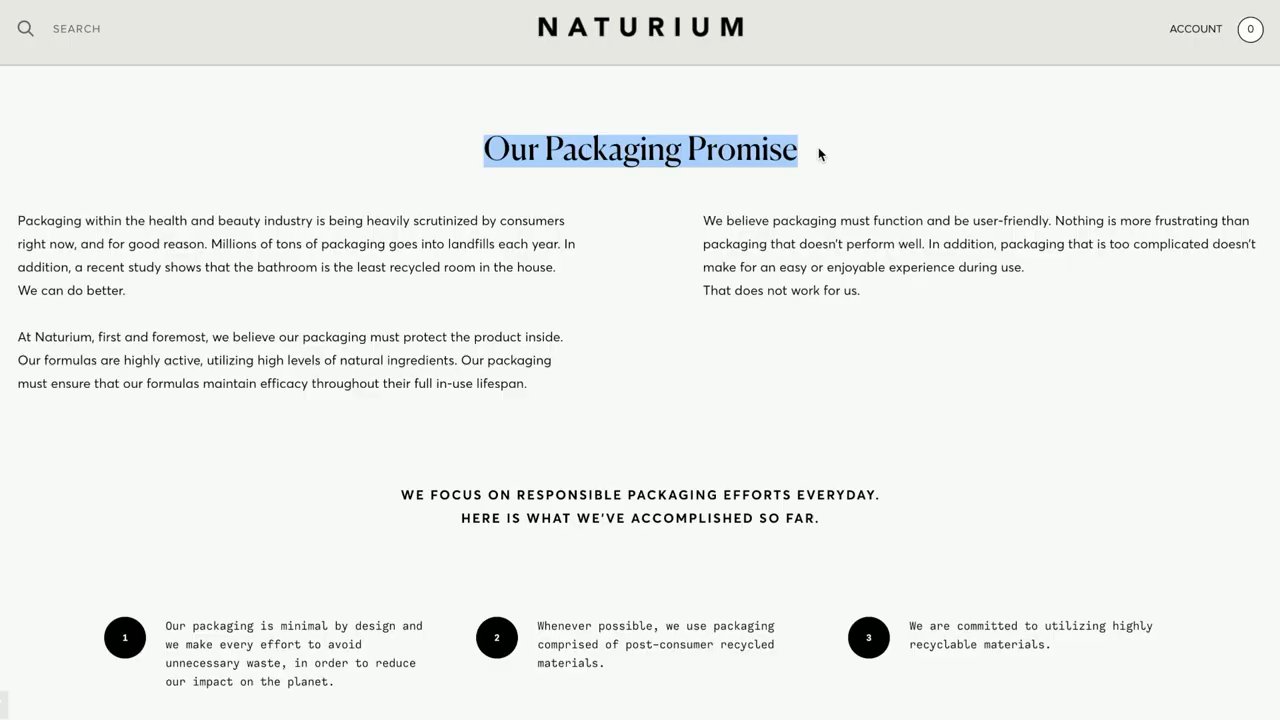 SEARCH
NATURIUM
ACCOUNT
0
Our Packaging Promise
Packaging within the health and beauty industry is being heavily scrutinized by consumers
right now, and for good reason. Millions of tons of packaging goes into landfills each year. In
addition, a recent study shows that the bathroom is the least recycled room in the house.
We can do better.
At Naturium, first and foremost, we believe our packaging must protect the product inside.
Our formulas are highly active, utilizing high levels of natural ingredients. Our packaging
must ensure that our formulas maintain efficacy throughout their full in-use lifespan.
We believe packaging must function and be user-friendly. Nothing is more frustrating than
packaging that doesn't perform well. In addition, packaging that is too complicated doesn't
make for an easy or enjoyable experience during use.
That does not work for us.
WE FOCUS ON RESPONSIBLE PACKAGING EFFORTS EVERYDAY.
HERE IS WHAT WE'VE ACCOMPLISHED SO FAR.
1
Our packaging is minimal by design and
we make every effort to avoid
unnecessary waste, in order to reduce
our impact on the planet.
2
Whenever possible, we use packaging
comprised of post-consumer recycled
materials.
3
We are committed to utilizing highly
recyclable materials.